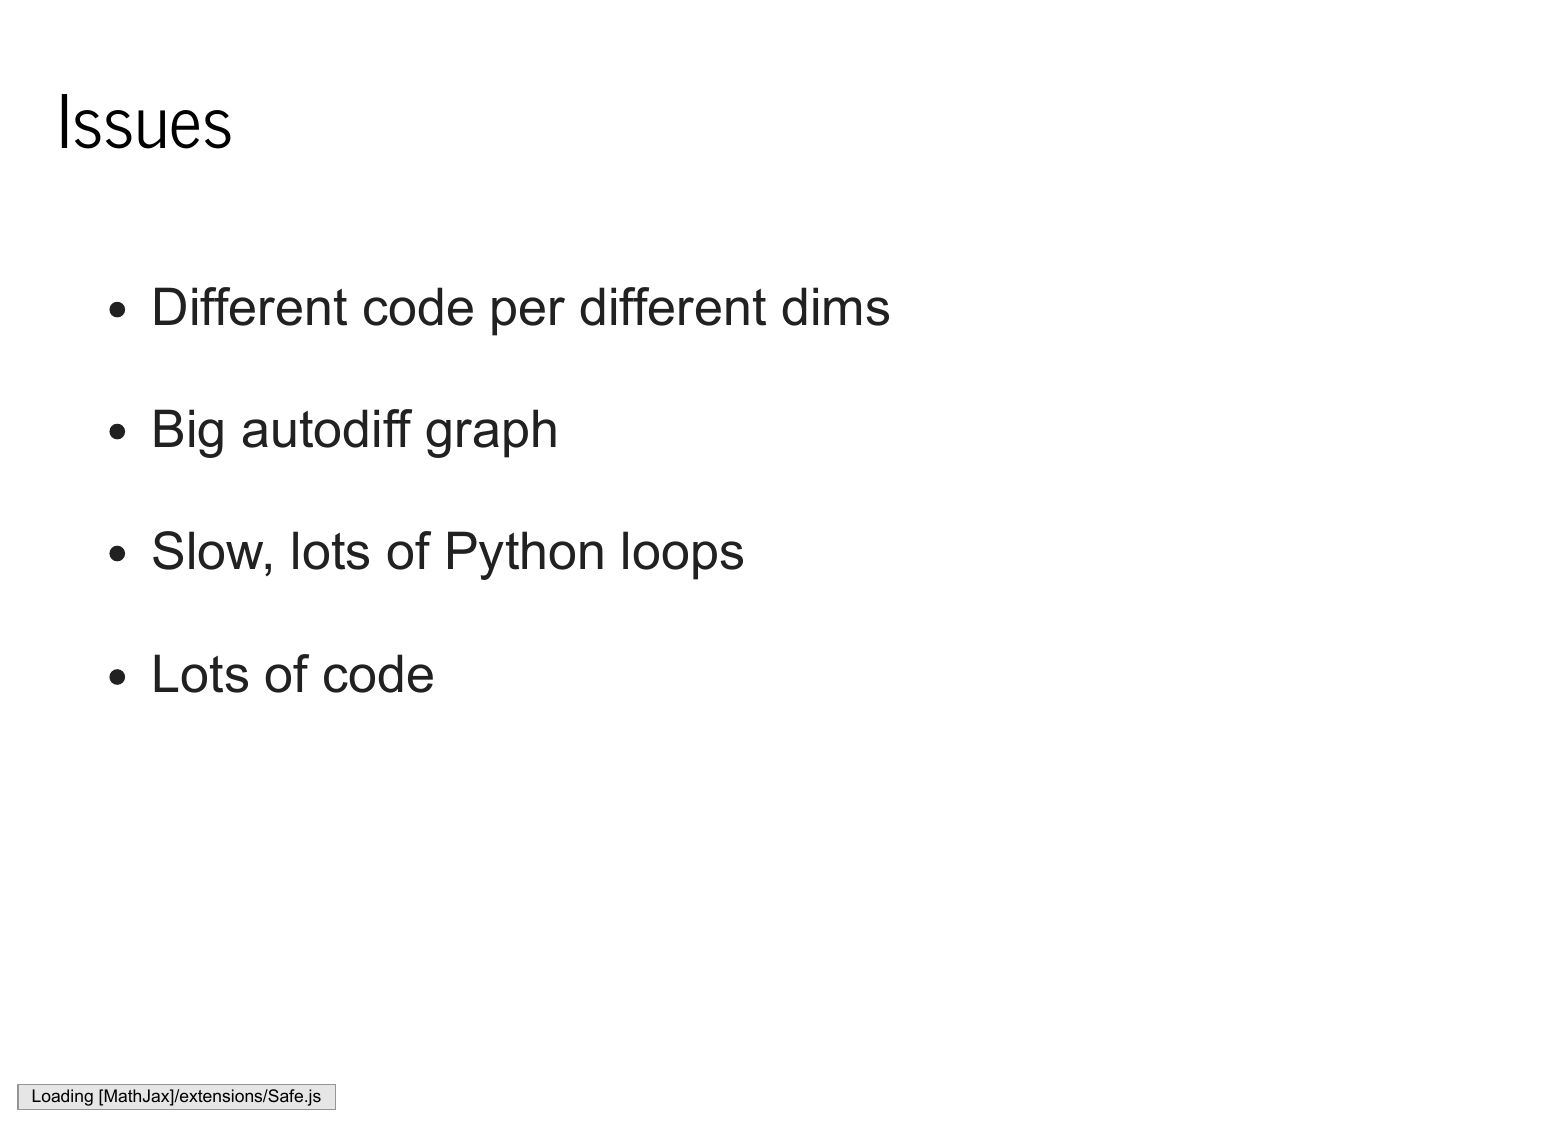 Issues
Different code per different dims
Big autodiff graph
Slow, lots of Python loops
Lots of code
Loading [MathJax]/extensions/Safe.js